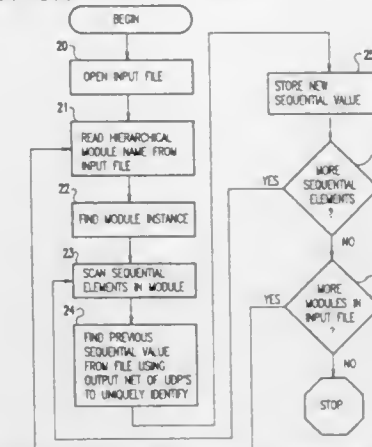 BEGIN
20
OPEN INPUT FILE
21
READ HIERARCHICAL
MODULE NAME FROM
INPUT FILE
22
FIND MODULE INSTANCE
23
SCAN SEQUENTIAL
ELEMENTS IN MODULE
24
FIND PREVIOUS
SEQUENTIAL VALUE
FROM FILE USING
OUTPUT NET OF UDP'S
TO UNIQUELY IDENTIFY
25
STORE NEW
SEQUENTIAL VALUE
YES
MORE
SEQUENTIAL
ELEMENTS
?
NO
YES
MORE
MODULES IN
INPUT FILE
?
NO
STOP